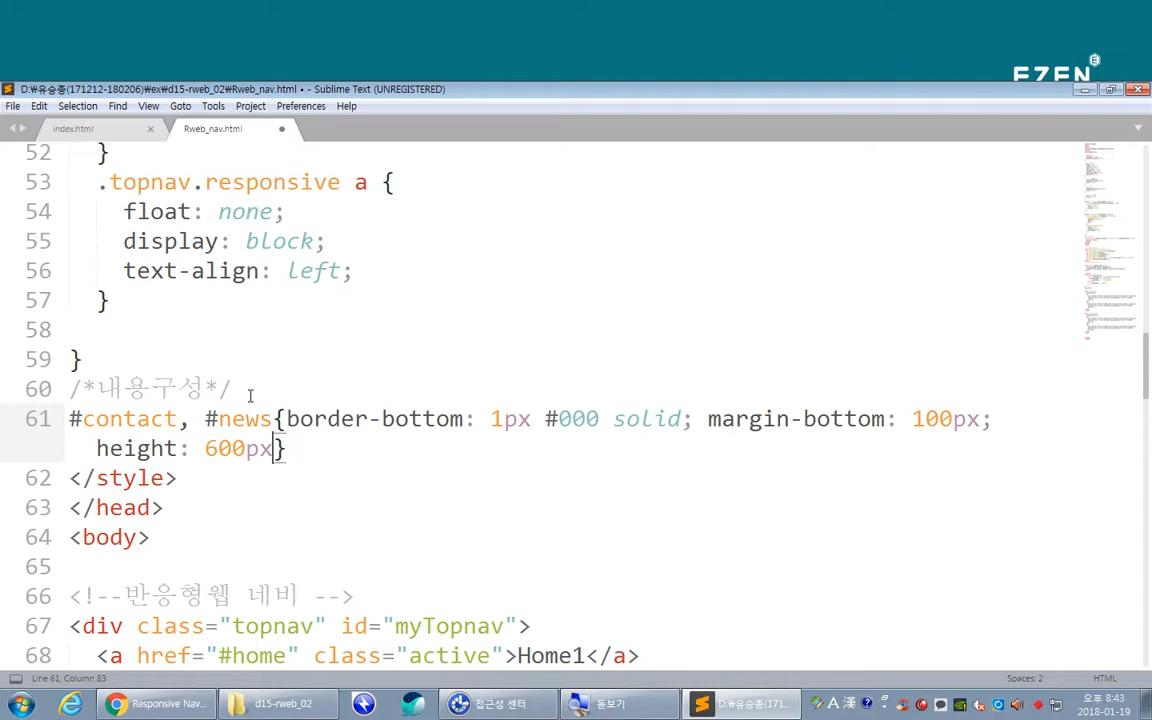 EZEN E
D:₩유승종(171212-180206)₩ex₩d15-rweb_02₩Rweb_nav.html • - Sublime Text (UNREGISTERED)
File Edit Selection Find View Goto Tools Project Preferences Help
index.html Rweb_nav.html
52 }
53 .topnav.responsive a {
54 float: none;
55 display: block;
56 text-align: left;
57 }
58
59 }
60 /*내용구성*/
61 #contact, #news{border-bottom: 1px #000 solid; margin-bottom: 100px;
height: 600px}
62 </style>
63 </head>
64 <body>
65
66 <!--반응형웹 네비 -->
67 <div class="topnav" id="myTopnav">
68 <a href="#home" class="active">Home1</a>
Line 61, Column 83 Spaces: 2 HTML
Responsive Nav... d15-rweb_02 접근성 센터 돋보기 D:₩유승종(171... A 漢 오후 8:43
2018-01-19